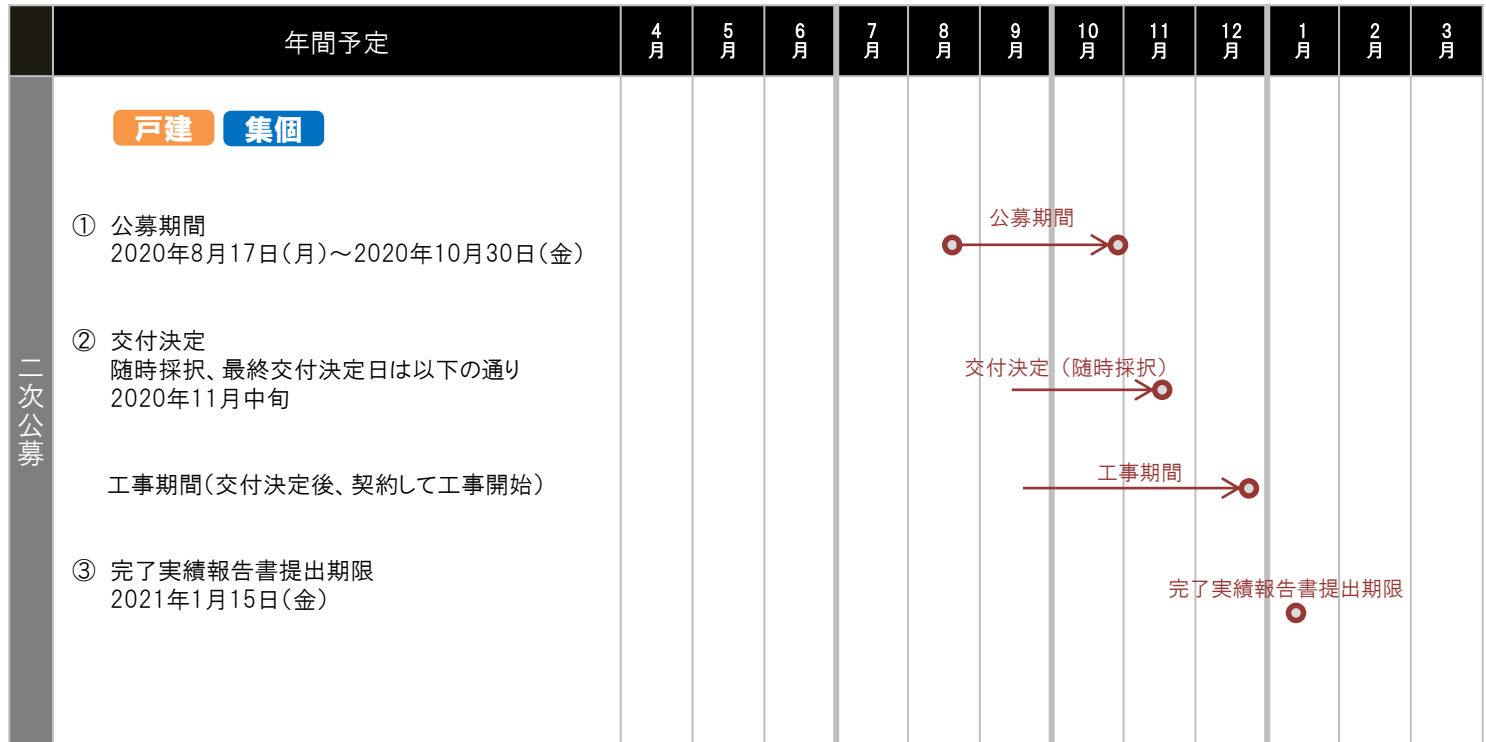 年間予定
4月
5月
6月
7月
8月
9月
10月
11月
12月
1月
2月
3月
二次公募
戸建 集個
① 公募期間
2020年8月17日(月)～2020年10月30日(金)
公募期間
② 交付決定
随時採択、最終交付決定日は以下の通り
2020年11月中旬
交付決定（随時採択）
工事期間(交付決定後、契約して工事開始)
工事期間
③ 完了実績報告書提出期限
2021年1月15日(金)
完了実績報告書提出期限